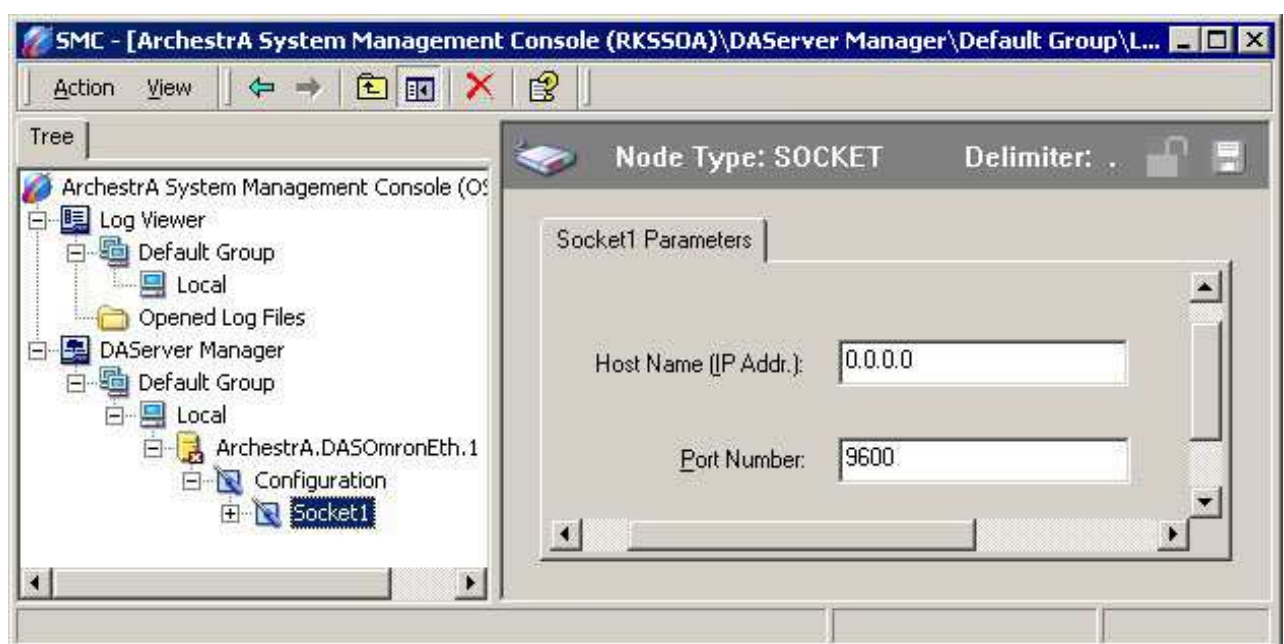 SMC - [ArchestrA System Management Console (RKSSOA)\DAServer Manager\Default Group\L...
Action View
Tree
ArchestrA System Management Console (OS
Log Viewer
Default Group
Local
Opened Log Files
DAServer Manager
Default Group
Local
ArchestrA.DASOmronEth.1
Configuration
Socket1
Node Type: SOCKET Delimiter: .
Socket1 Parameters
Host Name (IP Addr.): 0.0.0.0
Port Number: 9600